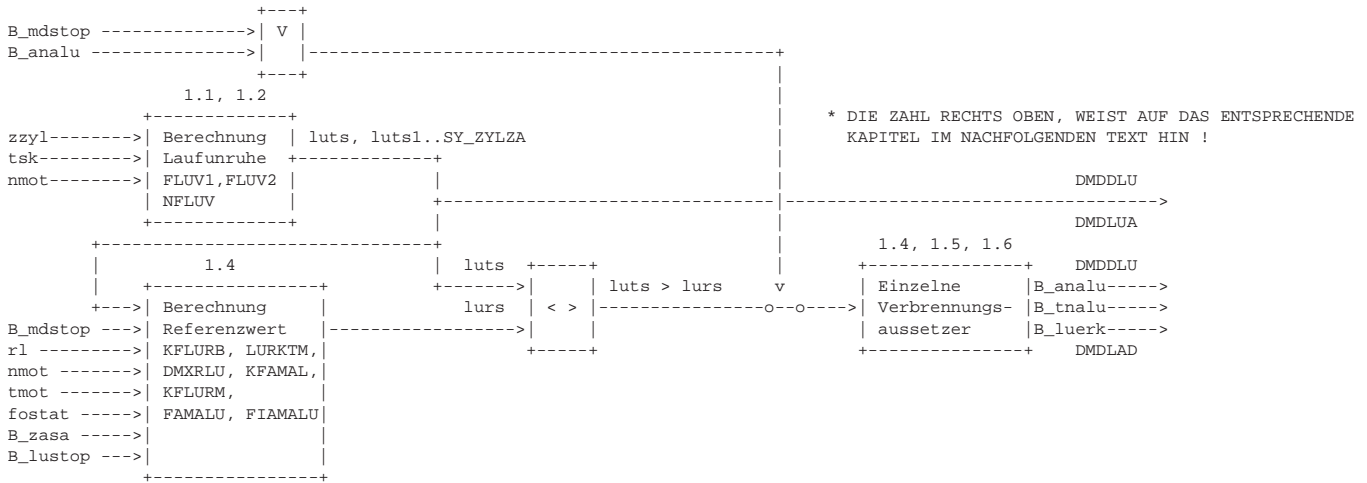 B_mdstop V
B_analu
1.1, 1.2
* DIE ZAHL RECHTS OBEN, WEIST AUF DAS ENTSPRECHENDE
zzyl Berechnung luts, luts1..SY_ZYLZA KAPITEL IM NACHFOLGENDEN TEXT HIN !
tsk Laufunruhe
nmot FLUV1,FLUV2 DMDDLU
NFLUV
DMDLUA
1.4, 1.5, 1.6
1.4 luts DMDDLU
luts > lurs v Einzelne B_analu
Berechnung lurs < > o o Verbrennungs- B_tnalu
B_mdstop Referenzwert aussetzer B_luerk
rl KFLURB, LURKTM, DMDLAD
nmot DMXRLU, KFAMAL,
tmot KFLURM,
fostat FAMALU, FIAMALU
B_zasa
B_lustop